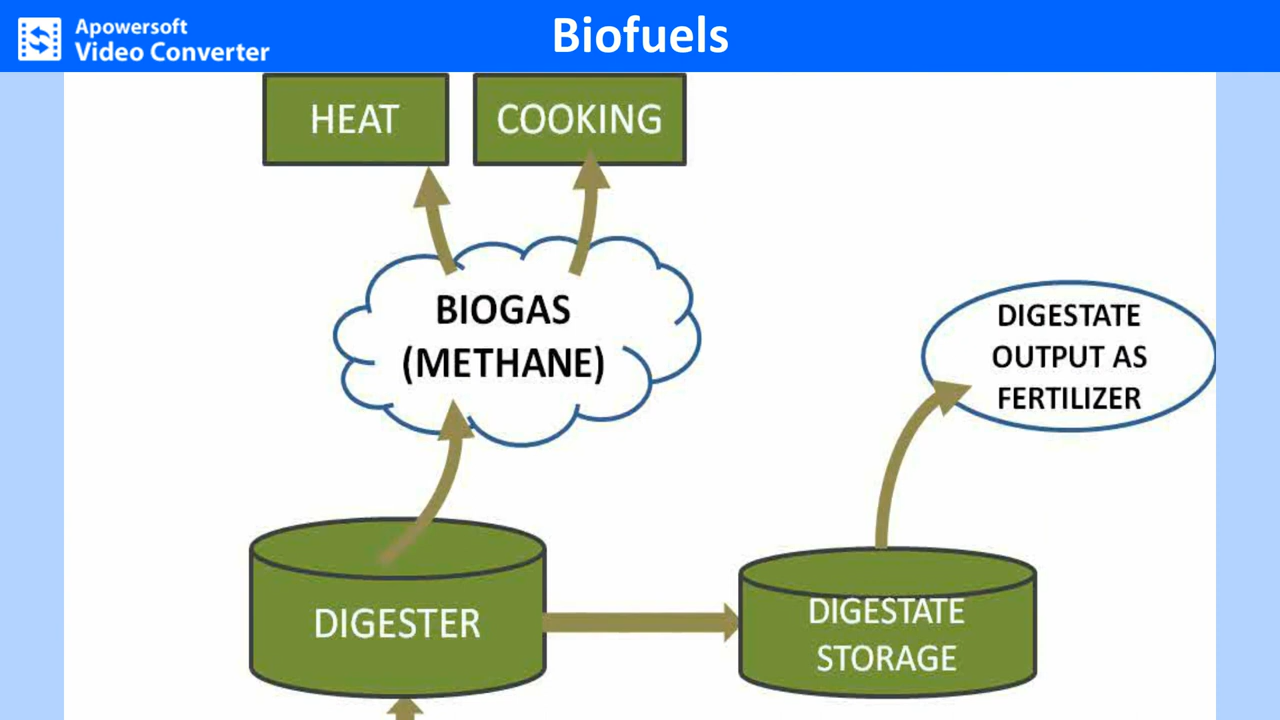 Apowersoft
Video Converter
Biofuels
HEAT
COOKING
BIOGAS
(METHANE)
DIGESTATE
OUTPUT AS
FERTILIZER
DIGESTER
DIGESTATE
STORAGE